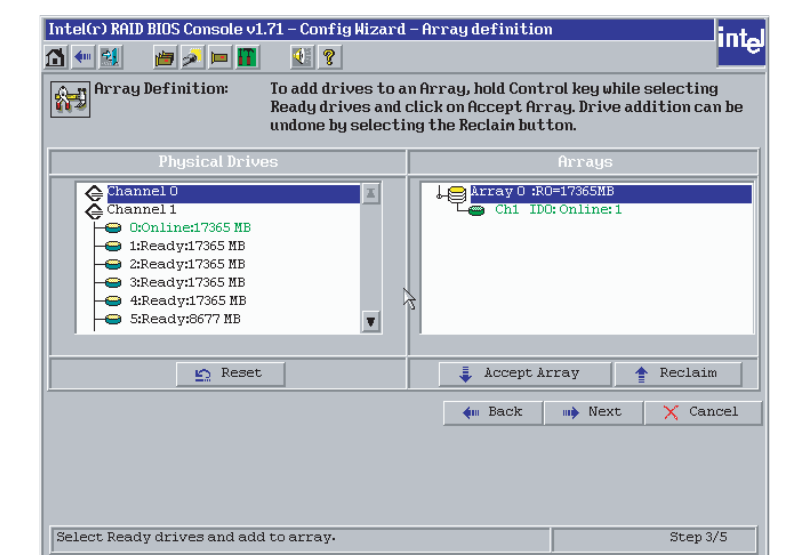 Intel(r) RAID BIOS Console v1.71 - Config Wizard - Array definition
intel
Array Definition:
To add drives to an Array, hold Control key while selecting
Ready drives and click on Accept Array. Drive addition can be
undone by selecting the Reclaim button.
Physical Drives
Channel 0
Channel 1
0:Online:17365 MB
1:Ready:17365 MB
2:Ready:17365 MB
3:Ready:17365 MB
4:Ready:17365 MB
5:Ready:8677 MB
Reset
Arrays
Array 0 :R0=17365MB
Ch1 ID0: Online:1
Accept Array
Reclaim
Back
Next
Cancel
Select Ready drives and add to array.
Step 3/5